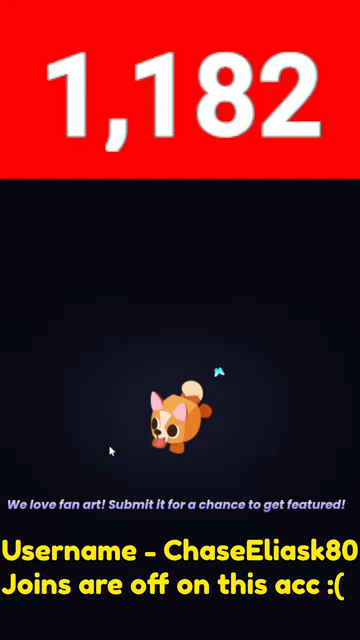 1,182
We love fan art! Submit it for a chance to get featured!
Username - ChaseEliask80
Joins are off on this acc :(